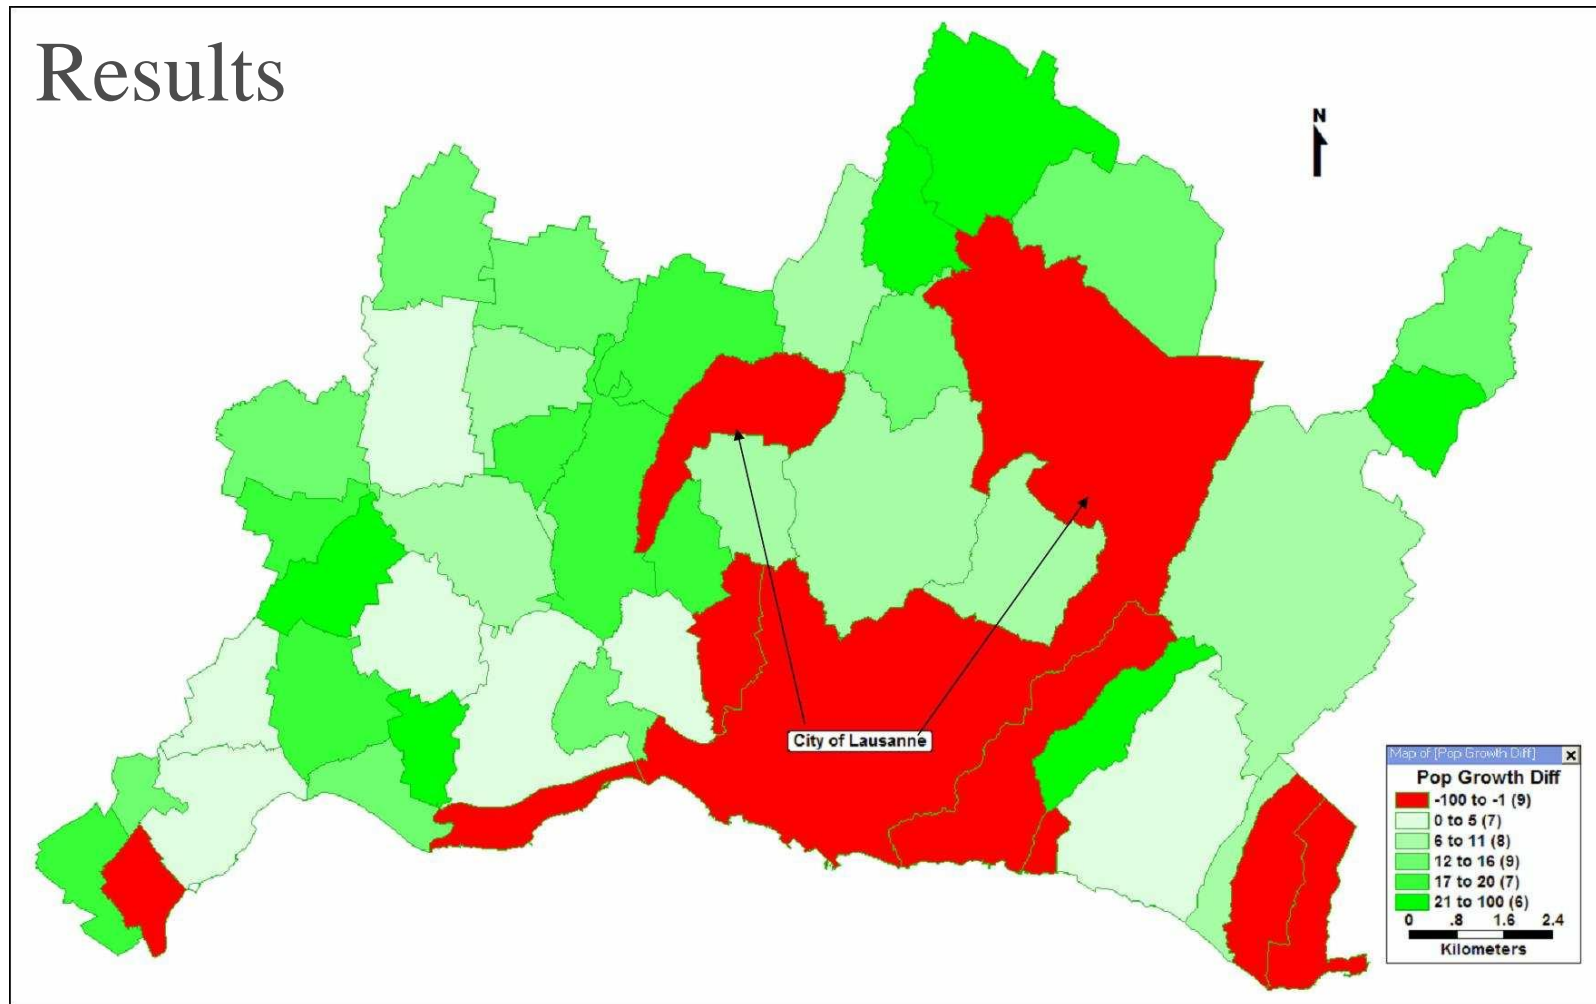 Results
N
City of Lausanne
Map of [Pop Growth Diff]
Pop Growth Diff
-100 to -1 (9)
0 to 5 (7)
6 to 11 (8)
12 to 16 (9)
17 to 20 (7)
21 to 100 (6)
0 .8 1.6 2.4
Kilometers